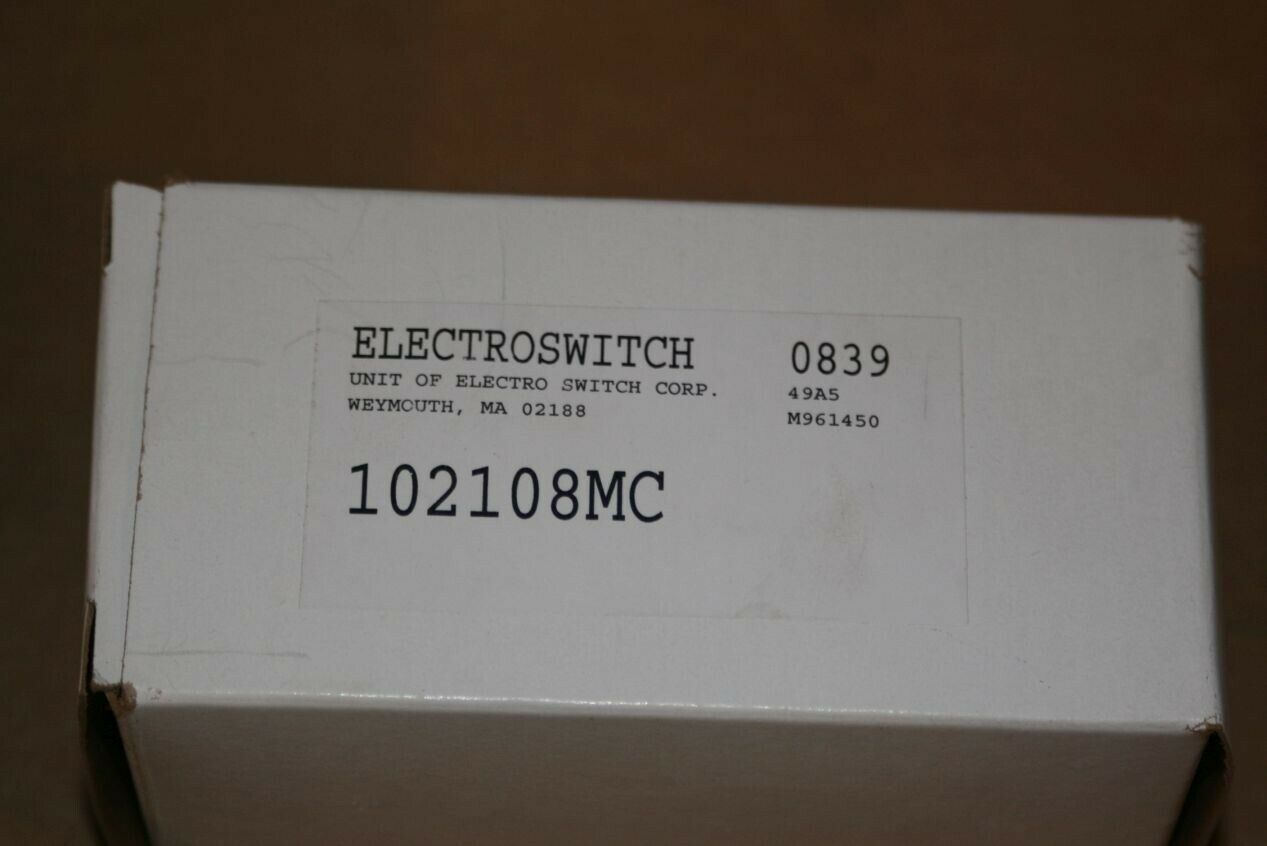 ELECTROSWITCH 0839
UNIT OF ELECTRO SWITCH CORP. 49A5
WEYMOUTH, MA 02188 M961450
102108MC